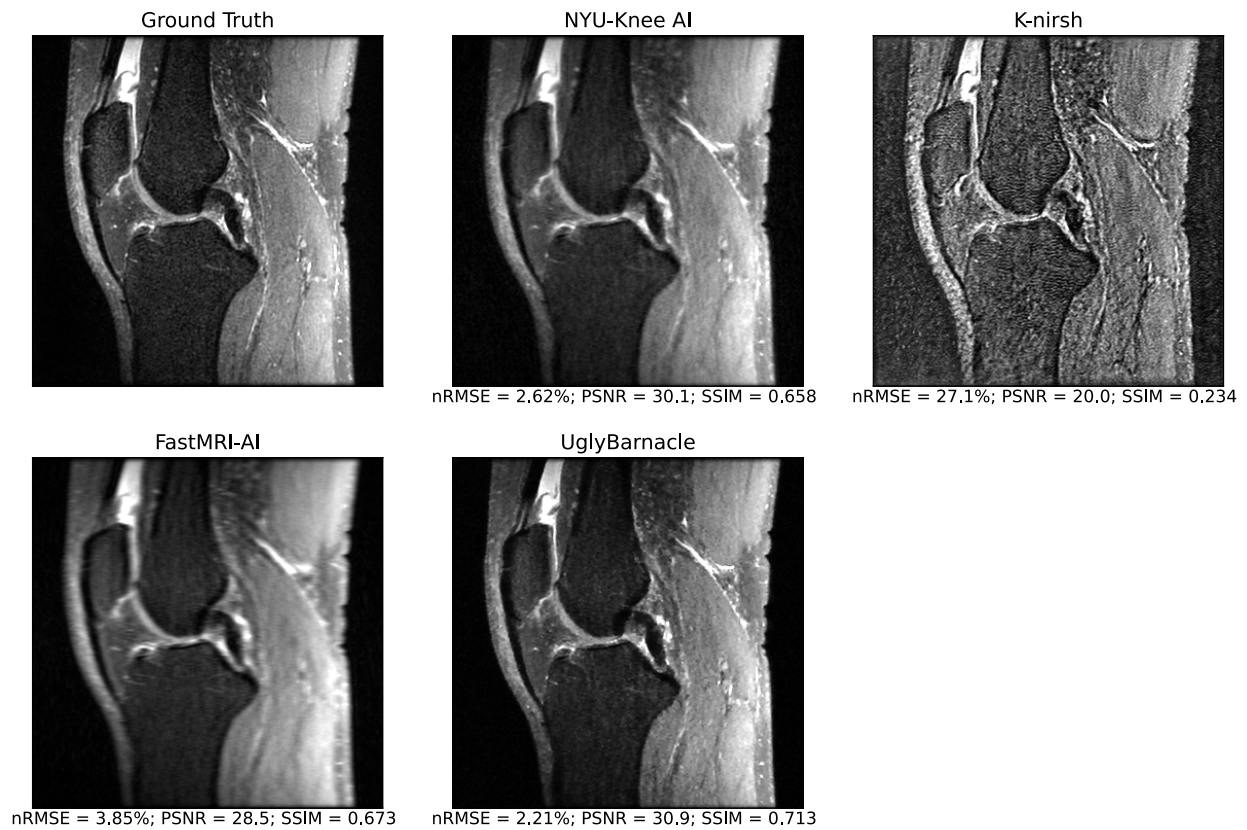 Ground Truth
NYU-Knee AI
K-nirsh
nRMSE = 2.62%; PSNR = 30.1; SSIM = 0.658
nRMSE = 27.1%; PSNR = 20.0; SSIM = 0.234
FastMRI-AI
UglyBarnacle
nRMSE = 3.85%; PSNR = 28.5; SSIM = 0.673
nRMSE = 2.21%; PSNR = 30.9; SSIM = 0.713